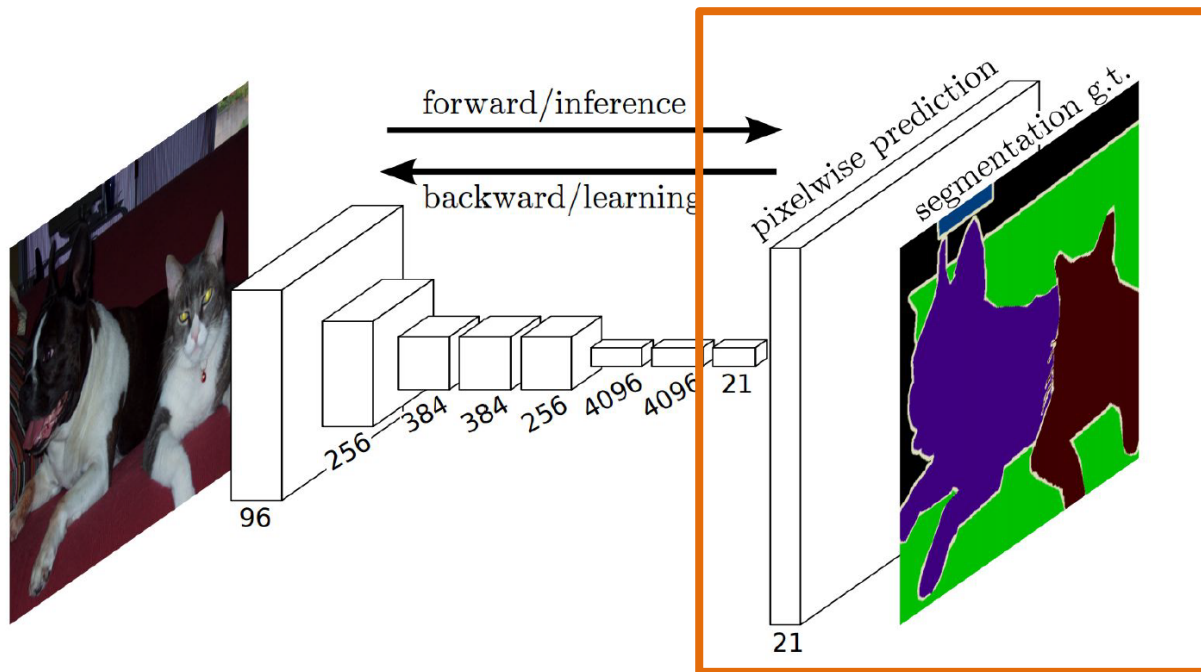 forward/inference
backward/learning
pixelwise prediction
segmentation g.t.
96
256
384
384
256
4096
4096
21
21